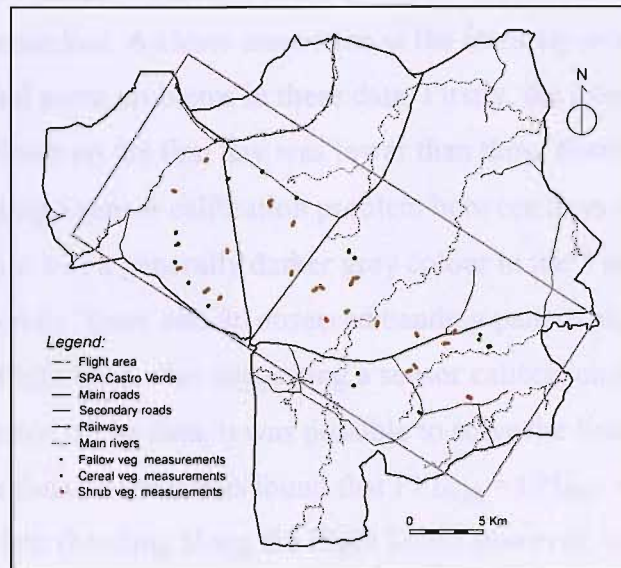 N
Legend:
Flight area
SPA Castro Verde
Main roads
Secondary roads
Railways
Main rivers
Fallow veg. measurements
Cereal veg. measurements
Shrub veg. measurements
0 5 Km